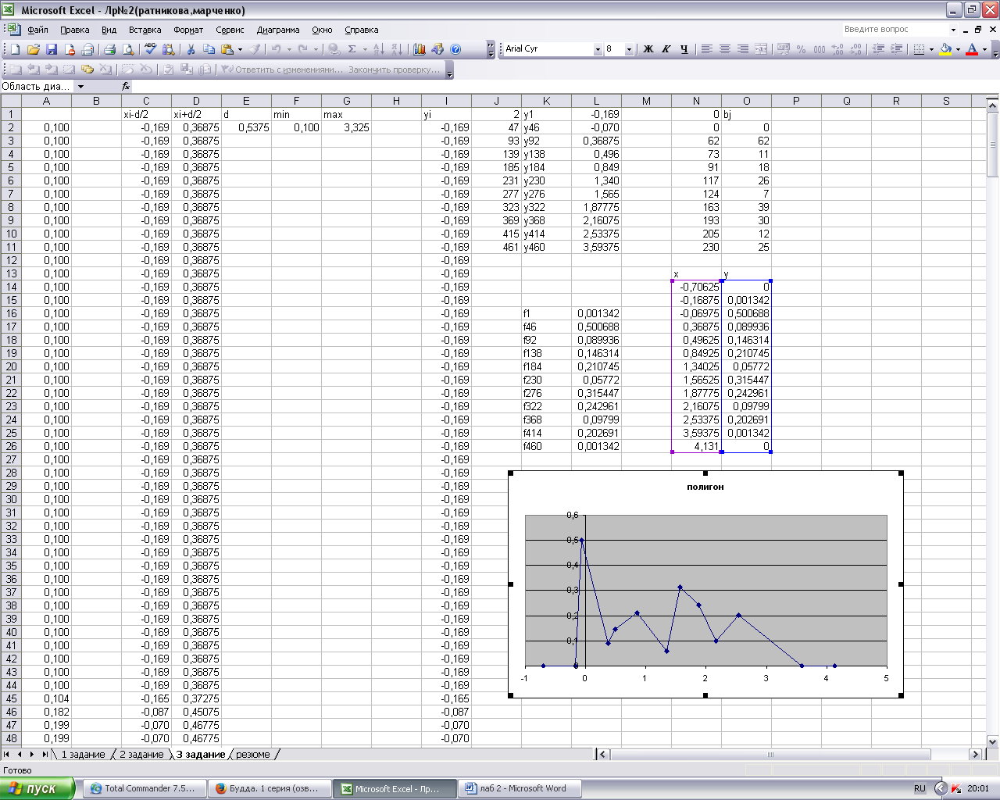 Microsoft Excel - Лр№2(ратникова,марченко)
Файл Правка Вид Вставка Формат Сервис Диаграмма Окно Справка Введите вопрос
Arial Cyr 8 Ж К Ч
Ответить с изменениями... Закончить проверку...
Область диа... fx
A B C D E F G H I J K L M N O P Q R S
1 xi-d/2 xi+d/2 d min max yi 2 y1 -0,169 0 bj
2 0,100 -0,169 0,36875 0,5375 0,100 3,325 -0,169 47 y46 -0,070 0 0
3 0,100 -0,169 0,36875 -0,169 93 y92 0,36875 62 62
4 0,100 -0,169 0,36875 -0,169 139 y138 0,496 73 11
5 0,100 -0,169 0,36875 -0,169 185 y184 0,849 91 18
6 0,100 -0,169 0,36875 -0,169 231 y230 1,340 117 26
7 0,100 -0,169 0,36875 -0,169 277 y276 1,565 124 7
8 0,100 -0,169 0,36875 -0,169 323 y322 1,87775 163 39
9 0,100 -0,169 0,36875 -0,169 369 y368 2,16075 193 30
10 0,100 -0,169 0,36875 -0,169 415 y414 2,53375 205 12
11 0,100 -0,169 0,36875 -0,169 461 y460 3,59375 230 25
12 0,100 -0,169 0,36875 -0,169
13 0,100 -0,169 0,36875 -0,169 x y
14 0,100 -0,169 0,36875 -0,169 -0,70625 0
15 0,100 -0,169 0,36875 -0,169 -0,16875 0,001342
16 0,100 -0,169 0,36875 -0,169 f1 0,001342 -0,06975 0,500688
17 0,100 -0,169 0,36875 -0,169 f46 0,500688 0,36875 0,089936
18 0,100 -0,169 0,36875 -0,169 f92 0,089936 0,49625 0,146314
19 0,100 -0,169 0,36875 -0,169 f138 0,146314 0,84925 0,210745
20 0,100 -0,169 0,36875 -0,169 f184 0,210745 1,34025 0,05772
21 0,100 -0,169 0,36875 -0,169 f230 0,05772 1,56525 0,315447
22 0,100 -0,169 0,36875 -0,169 f276 0,315447 1,87775 0,242961
23 0,100 -0,169 0,36875 -0,169 f322 0,242961 2,16075 0,09799
24 0,100 -0,169 0,36875 -0,169 f368 0,09799 2,53375 0,202691
25 0,100 -0,169 0,36875 -0,169 f414 0,202691 3,59375 0,001342
26 0,100 -0,169 0,36875 -0,169 f460 0,001342 4,131 0
27 0,100 -0,169 0,36875 -0,169
28 0,100 -0,169 0,36875 -0,169
29 0,100 -0,169 0,36875 -0,169 полигон
30 0,100 -0,169 0,36875 -0,169
31 0,100 -0,169 0,36875 -0,169 0,6
32 0,100 -0,169 0,36875 -0,169
33 0,100 -0,169 0,36875 -0,169 0,5
34 0,100 -0,169 0,36875 -0,169
35 0,100 -0,169 0,36875 -0,169 0,4
36 0,100 -0,169 0,36875 -0,169
37 0,100 -0,169 0,36875 -0,169 0,3
38 0,100 -0,169 0,36875 -0,169
39 0,100 -0,169 0,36875 -0,169 0,2
40 0,100 -0,169 0,36875 -0,169
41 0,100 -0,169 0,36875 -0,169 0,1
42 0,100 -0,169 0,36875 -0,169
43 0,100 -0,169 0,36875 -0,169 0
44 0,100 -0,169 0,36875 -0,169 -1 0 1 2 3 4 5
45 0,104 -0,165 0,37275 -0,165
46 0,182 -0,087 0,45075 -0,087
47 0,199 -0,070 0,46775 -0,070
48 0,199 -0,070 0,46775 -0,070
1 задание 2 задание 3 задание резюме
Готово
пуск Total Commander 7.5... Будда. 1 серия (озв... Microsoft Excel - Лр... лаб 2 - Microsoft Word RU 20:01